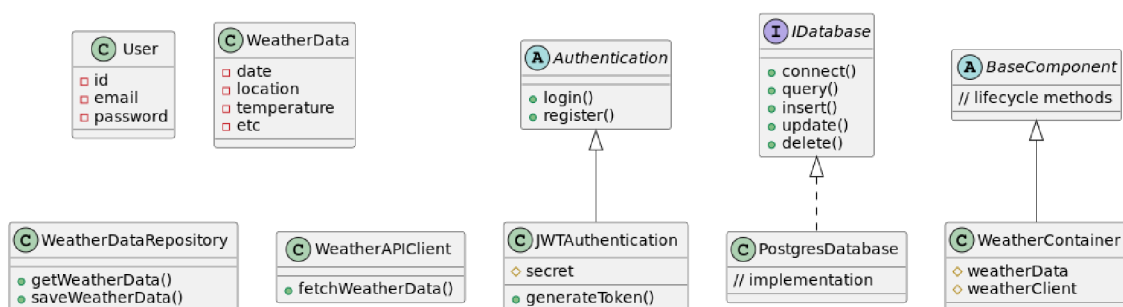 C User
id
email
password
C WeatherData
date
location
temperature
etc
A Authentication
login()
register()
I IDatabase
connect()
query()
insert()
update()
delete()
A BaseComponent
// lifecycle methods
C WeatherDataRepository
getWeatherData()
saveWeatherData()
C WeatherAPIClient
fetchWeatherData()
C JWTAuthentication
secret
generateToken()
C PostgresDatabase
// implementation
C WeatherContainer
weatherData
weatherClient